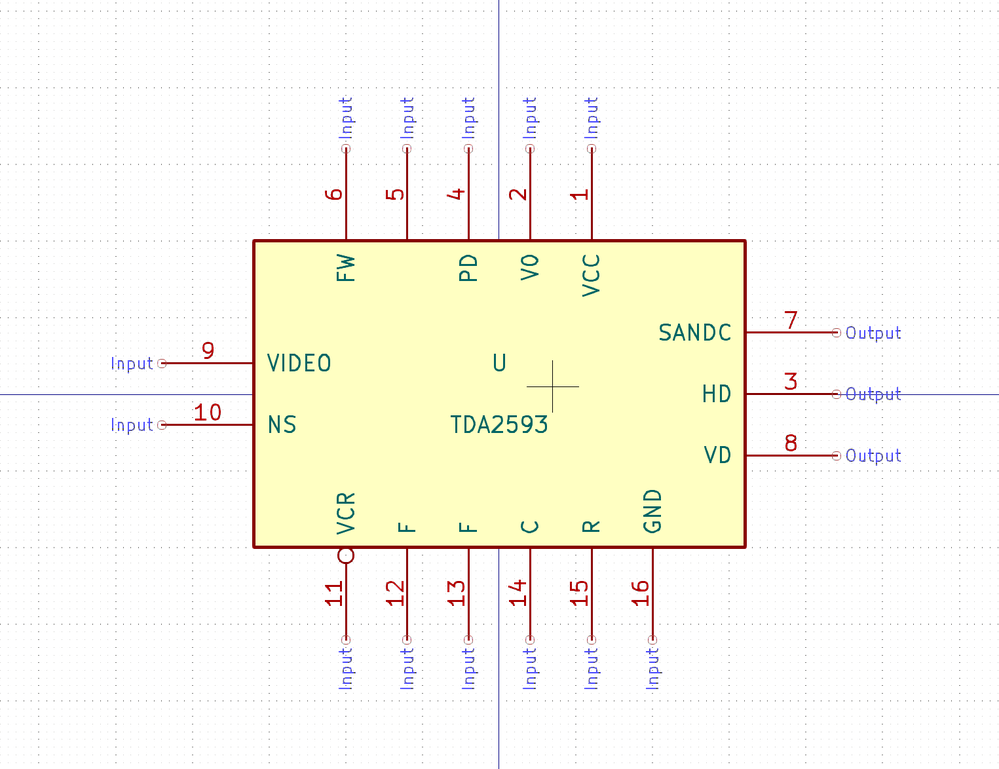 Input Input Input Input Input
6 5 4 2 1
FW PD VO VCC
SANDC 7 Output
Input 9 VIDEO U
HD 3 Output
Input 10 NS TDA2593
VD 8 Output
VCR F F C R GND
11 12 13 14 15 16
Input Input Input Input Input Input